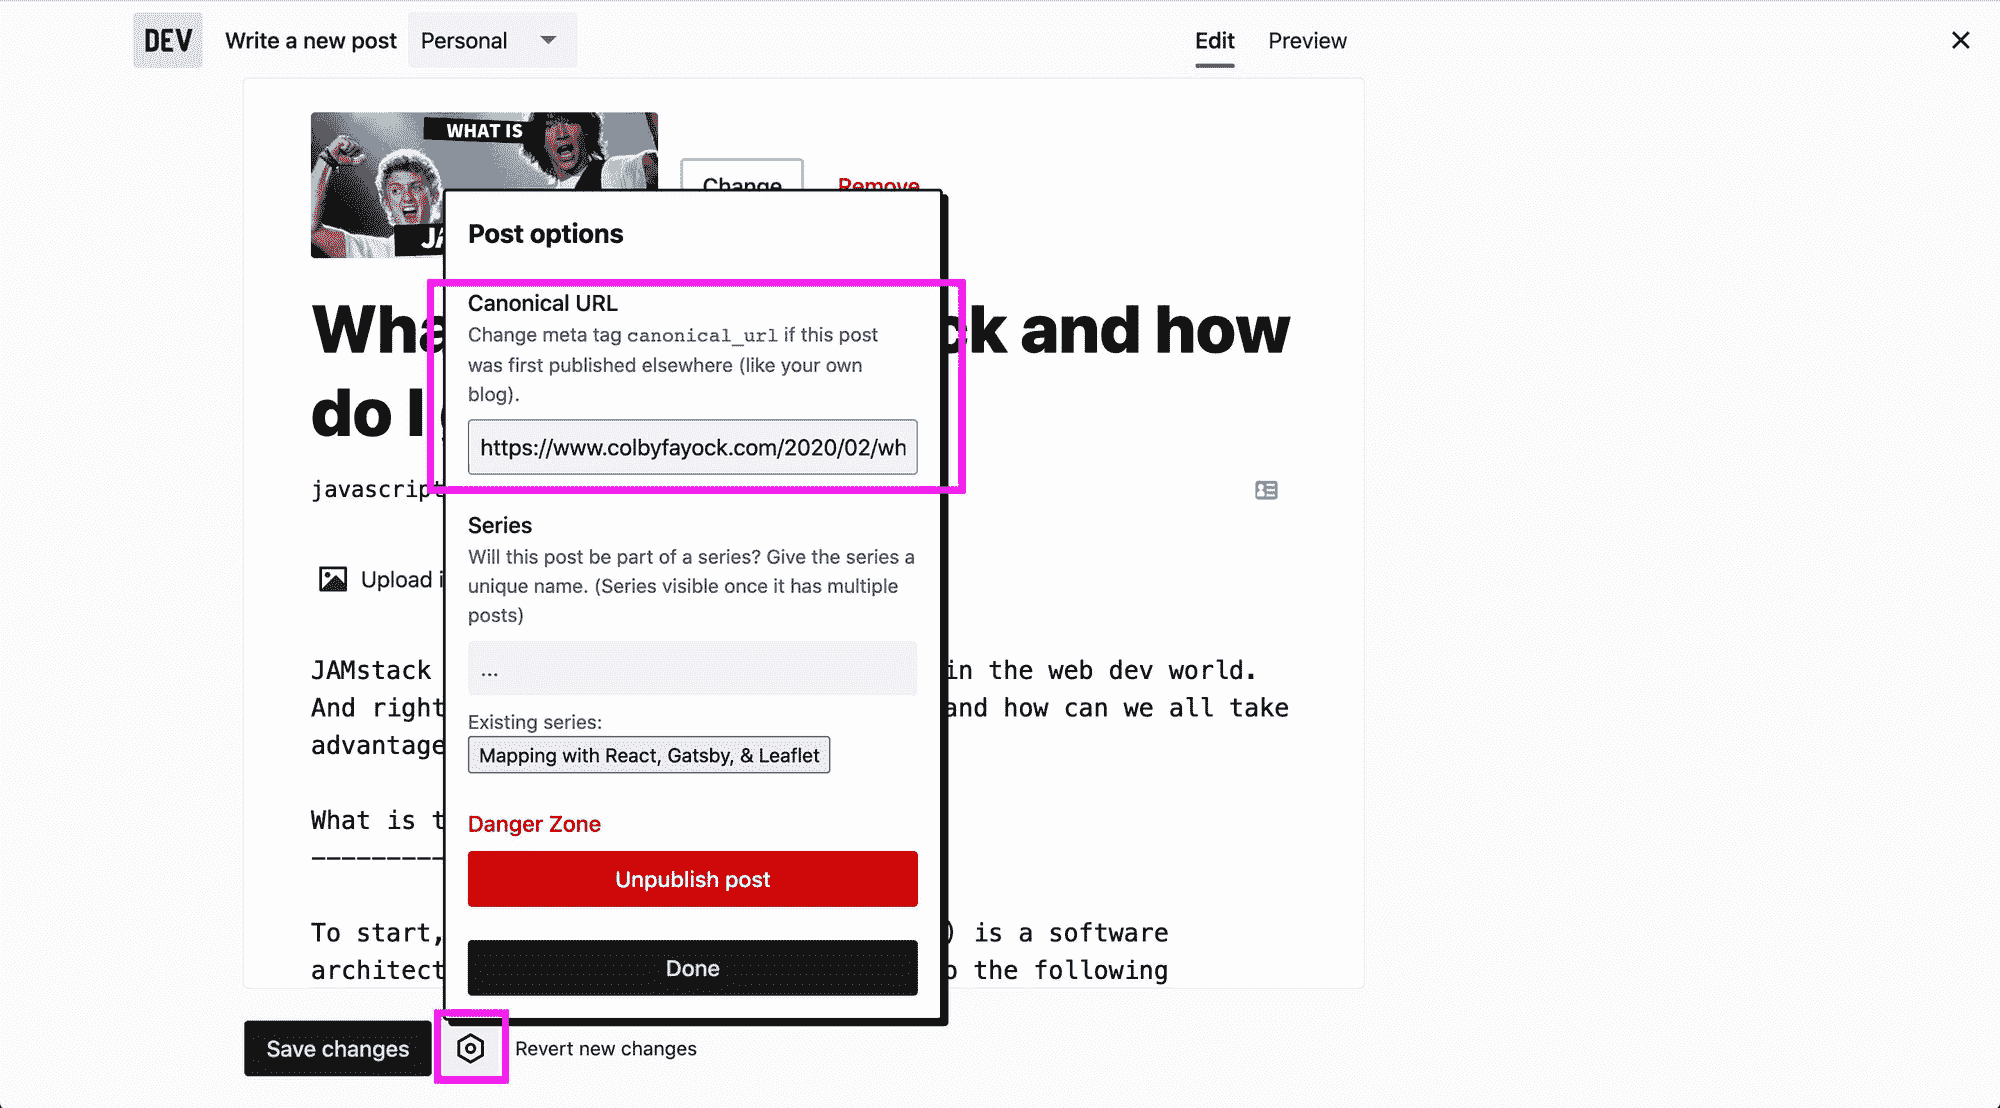 DEV Write a new post Personal Edit Preview
WHAT IS
JA
Change Remove
Post options
Canonical URL
Change meta tag canonical_url if this post
was first published elsewhere (like your own
blog).
https://www.colbyfayock.com/2020/02/wh
Wha ck and how
do I
javascript
Series
Will this post be part of a series? Give the series a
unique name. (Series visible once it has multiple
posts)
...
Upload i
Existing series:
Mapping with React, Gatsby, & Leaflet
JAMstack in the web dev world.
And right and how can we all take
advantage
What is t
---------
Danger Zone
Unpublish post
To start, ) is a software
architect the following
Done
Save changes Revert new changes